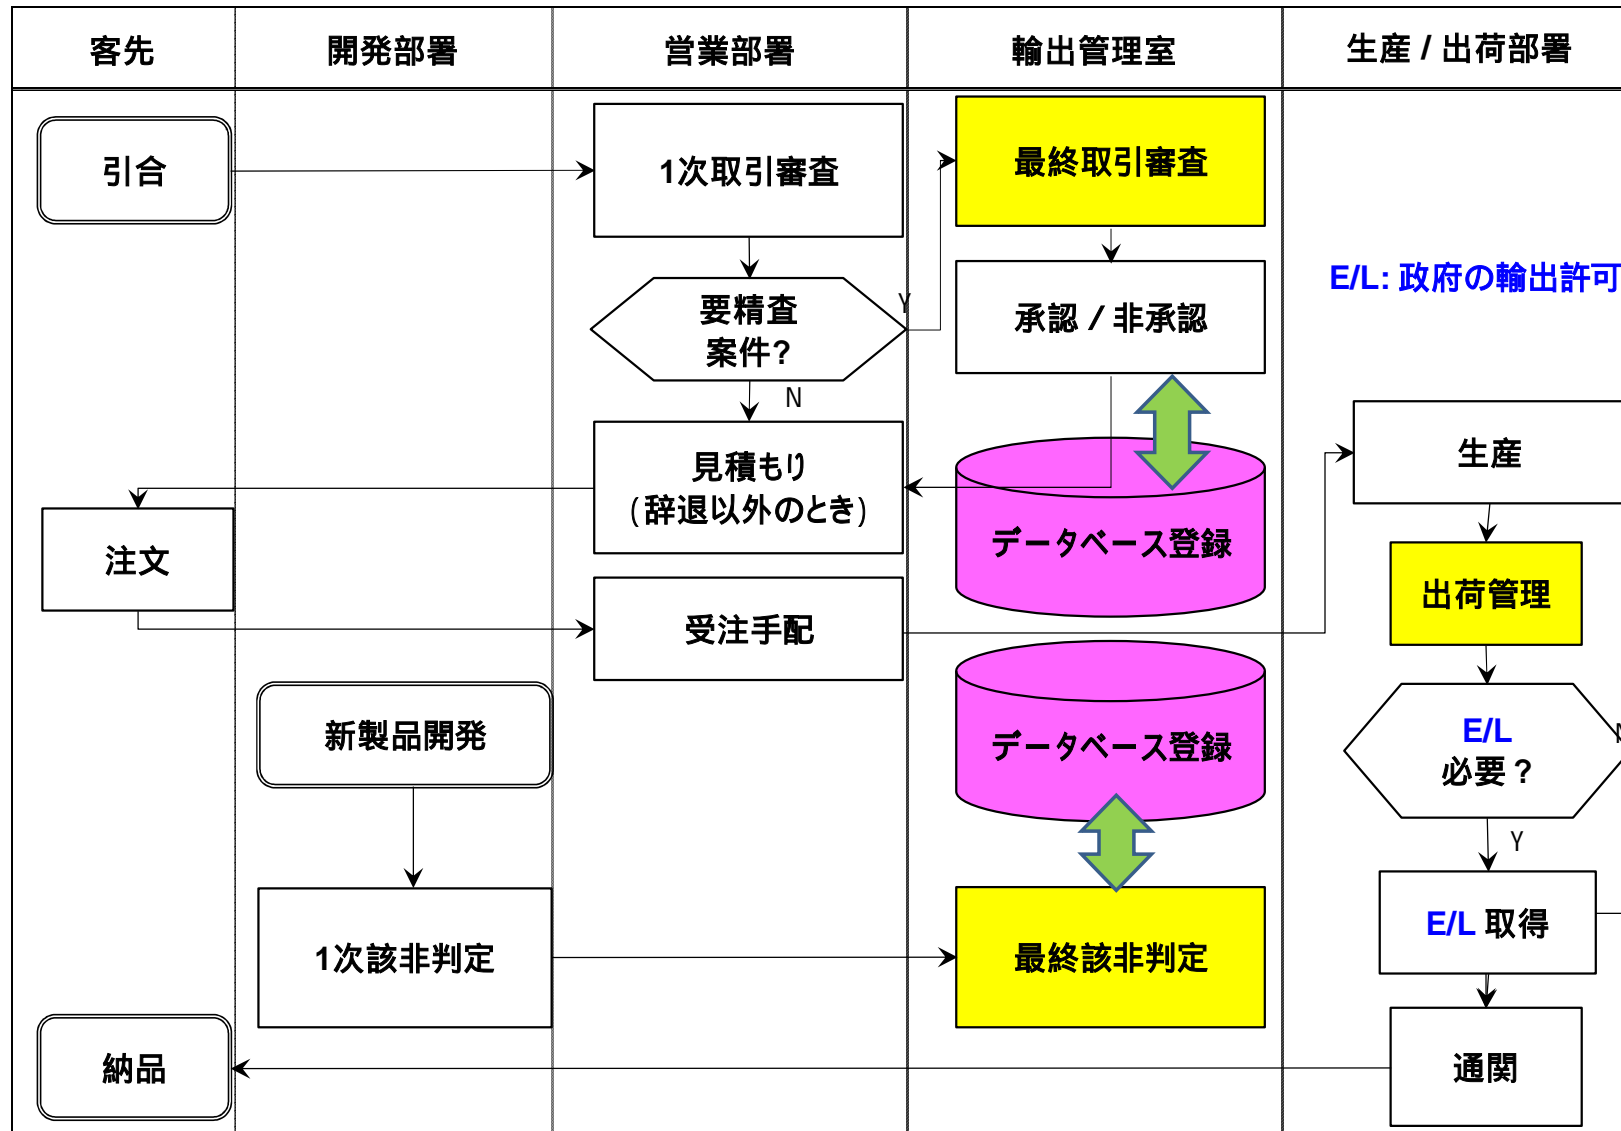 客先
開発部署
営業部署
輸出管理室
生産 / 出荷部署
引合
1次取引審査
最終取引審査
E/L: 政府の輸出許可
要精査
案件?
Y
承認 / 非承認
N
見積もり
(辞退以外のとき)
データベース登録
生産
注文
出荷管理
受注手配
新製品開発
データベース登録
E/L
必要？
Y
1次該非判定
最終該非判定
E/L 取得
納品
通関